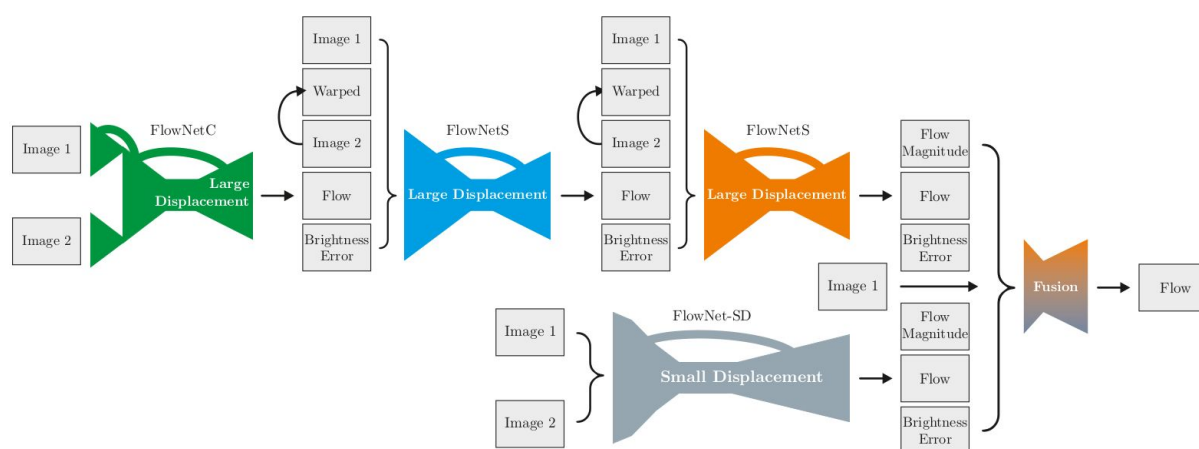 Image 1
Image 2
FlowNetC
Large
Displacement
Image 1
Warped
Image 2
Flow
Brightness
Error
FlowNetS
Large Displacement
Image 1
Warped
Image 2
Flow
Brightness
Error
FlowNetS
Large Displacement
Flow
Magnitude
Flow
Brightness
Error
Image 1
Image 1
Image 2
FlowNet-SD
Small Displacement
Flow
Magnitude
Flow
Brightness
Error
Fusion
Flow